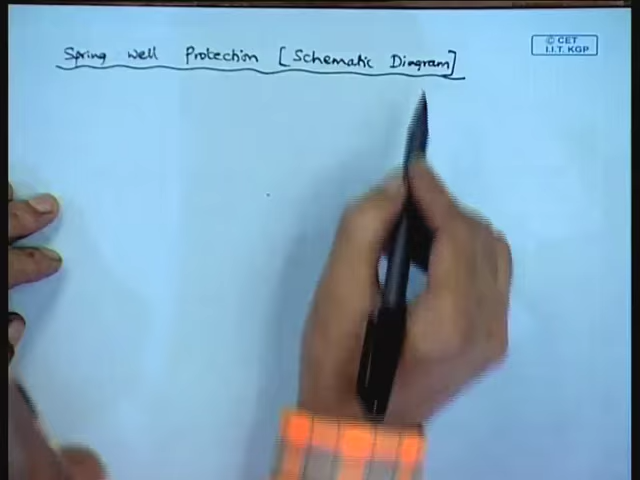 Spring well Protection [Schematic Diagram]
© CET
I.I.T. KGP